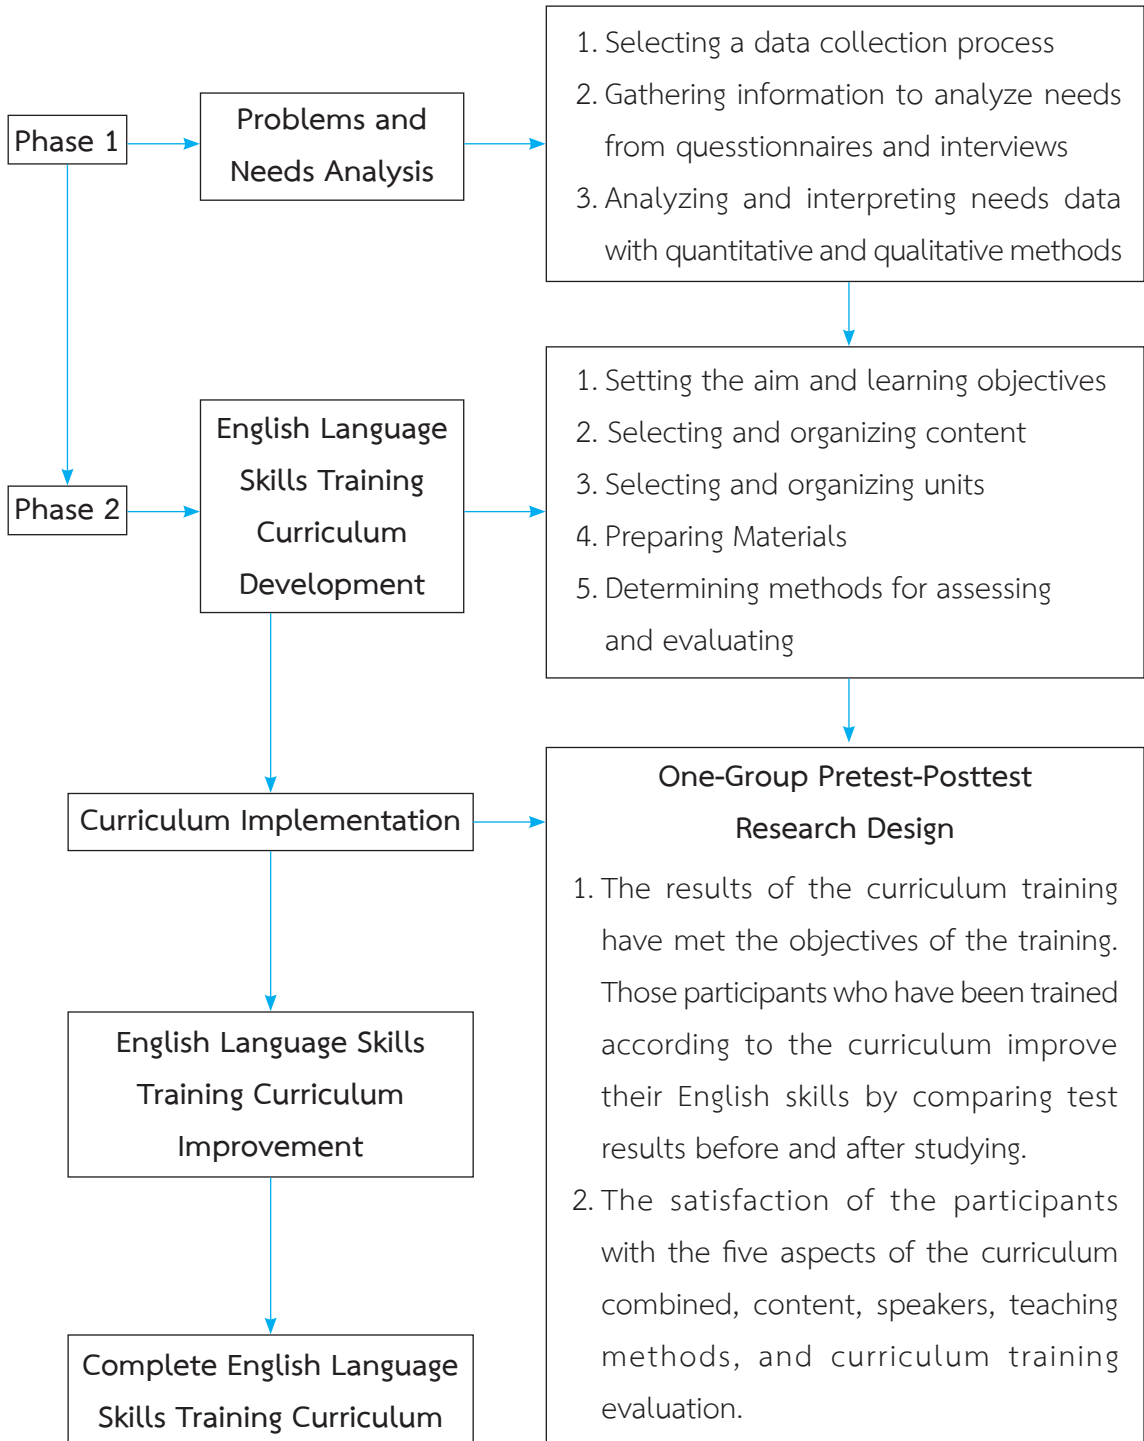 Phase 1
Problems and
Needs Analysis
1. Selecting a data collection process
2. Gathering information to analyze needs
from quesstionnaires and interviews
3. Analyzing and interpreting needs data
with quantitative and qualitative methods
Phase 2
English Language
Skills Training
Curriculum
Development
1. Setting the aim and learning objectives
2. Selecting and organizing content
3. Selecting and organizing units
4. Preparing Materials
5. Determining methods for assessing
and evaluating
Curriculum Implementation
One-Group Pretest-Posttest
Research Design
1. The results of the curriculum training
have met the objectives of the training.
Those participants who have been trained
according to the curriculum improve
their English skills by comparing test
results before and after studying.
2. The satisfaction of the participants
with the five aspects of the curriculum
combined, content, speakers, teaching
methods, and curriculum training
evaluation.
English Language Skills
Training Curriculum
Improvement
Complete English Language
Skills Training Curriculum